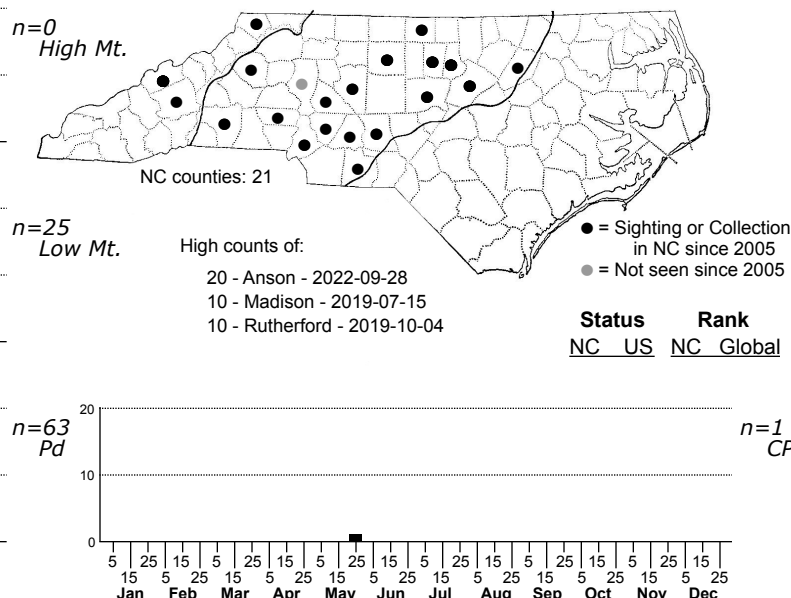 n=0
High Mt.
NC counties: 21
n=25
Low Mt.
High counts of:
20 - Anson - 2022-09-28
10 - Madison - 2019-07-15
10 - Rutherford - 2019-10-04
= Sighting or Collection
in NC since 2005
= Not seen since 2005
Status Rank
NC US NC Global
n=63
Pd
n=1
CP
20
10
0
5 15 25 5 15 25 5 15 25 5 15 25 5 15 25 5 15 25 5 15 25 5 15 25 5 15 25 5 15 25 5 15 25 5 15 25
Jan Feb Mar Apr May Jun Jul Aug Sep Oct Nov Dec